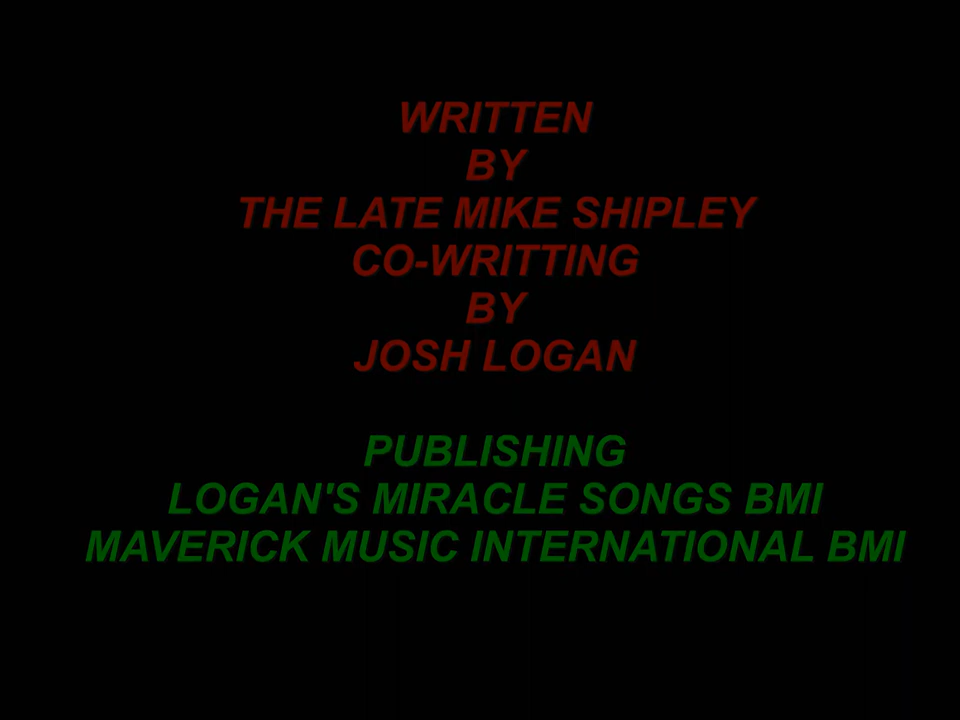 WRITTEN
BY
THE LATE MIKE SHIPLEY
CO-WRITTING
BY
JOSH LOGAN
PUBLISHING
LOGAN'S MIRACLE SONGS BMI
MAVERICK MUSIC INTERNATIONAL BMI